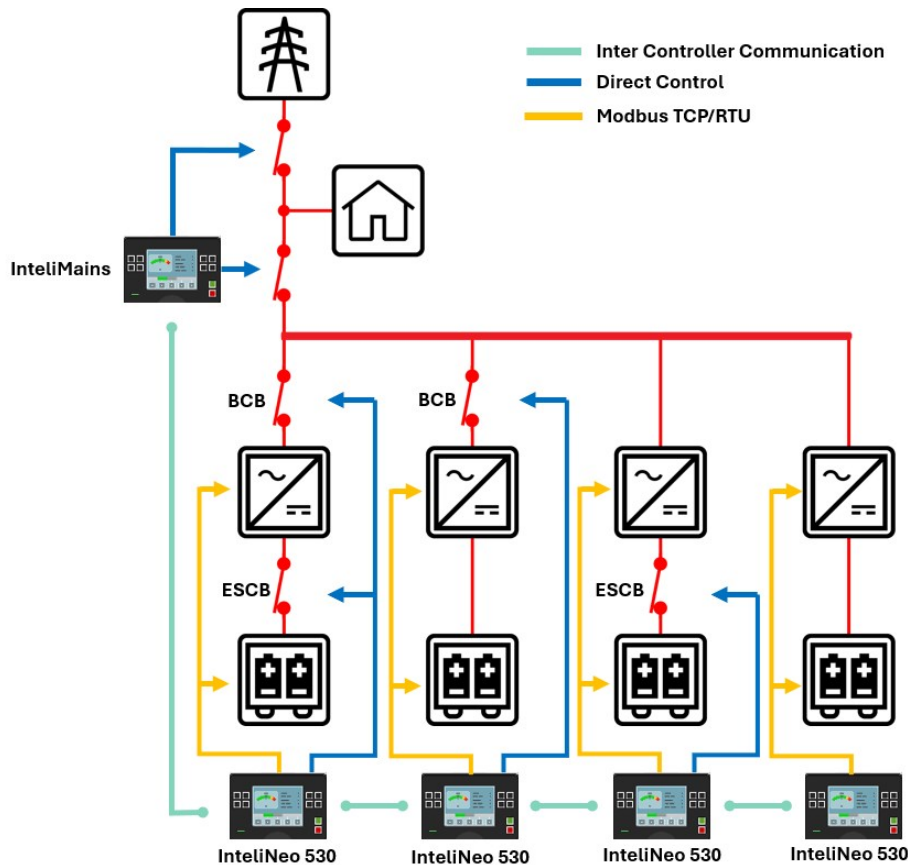 Inter Controller Communication
Direct Control
Modbus TCP/RTU
InteliMains
BCB
BCB
ESCB
ESCB
InteliNeo 530
InteliNeo 530
InteliNeo 530
InteliNeo 530